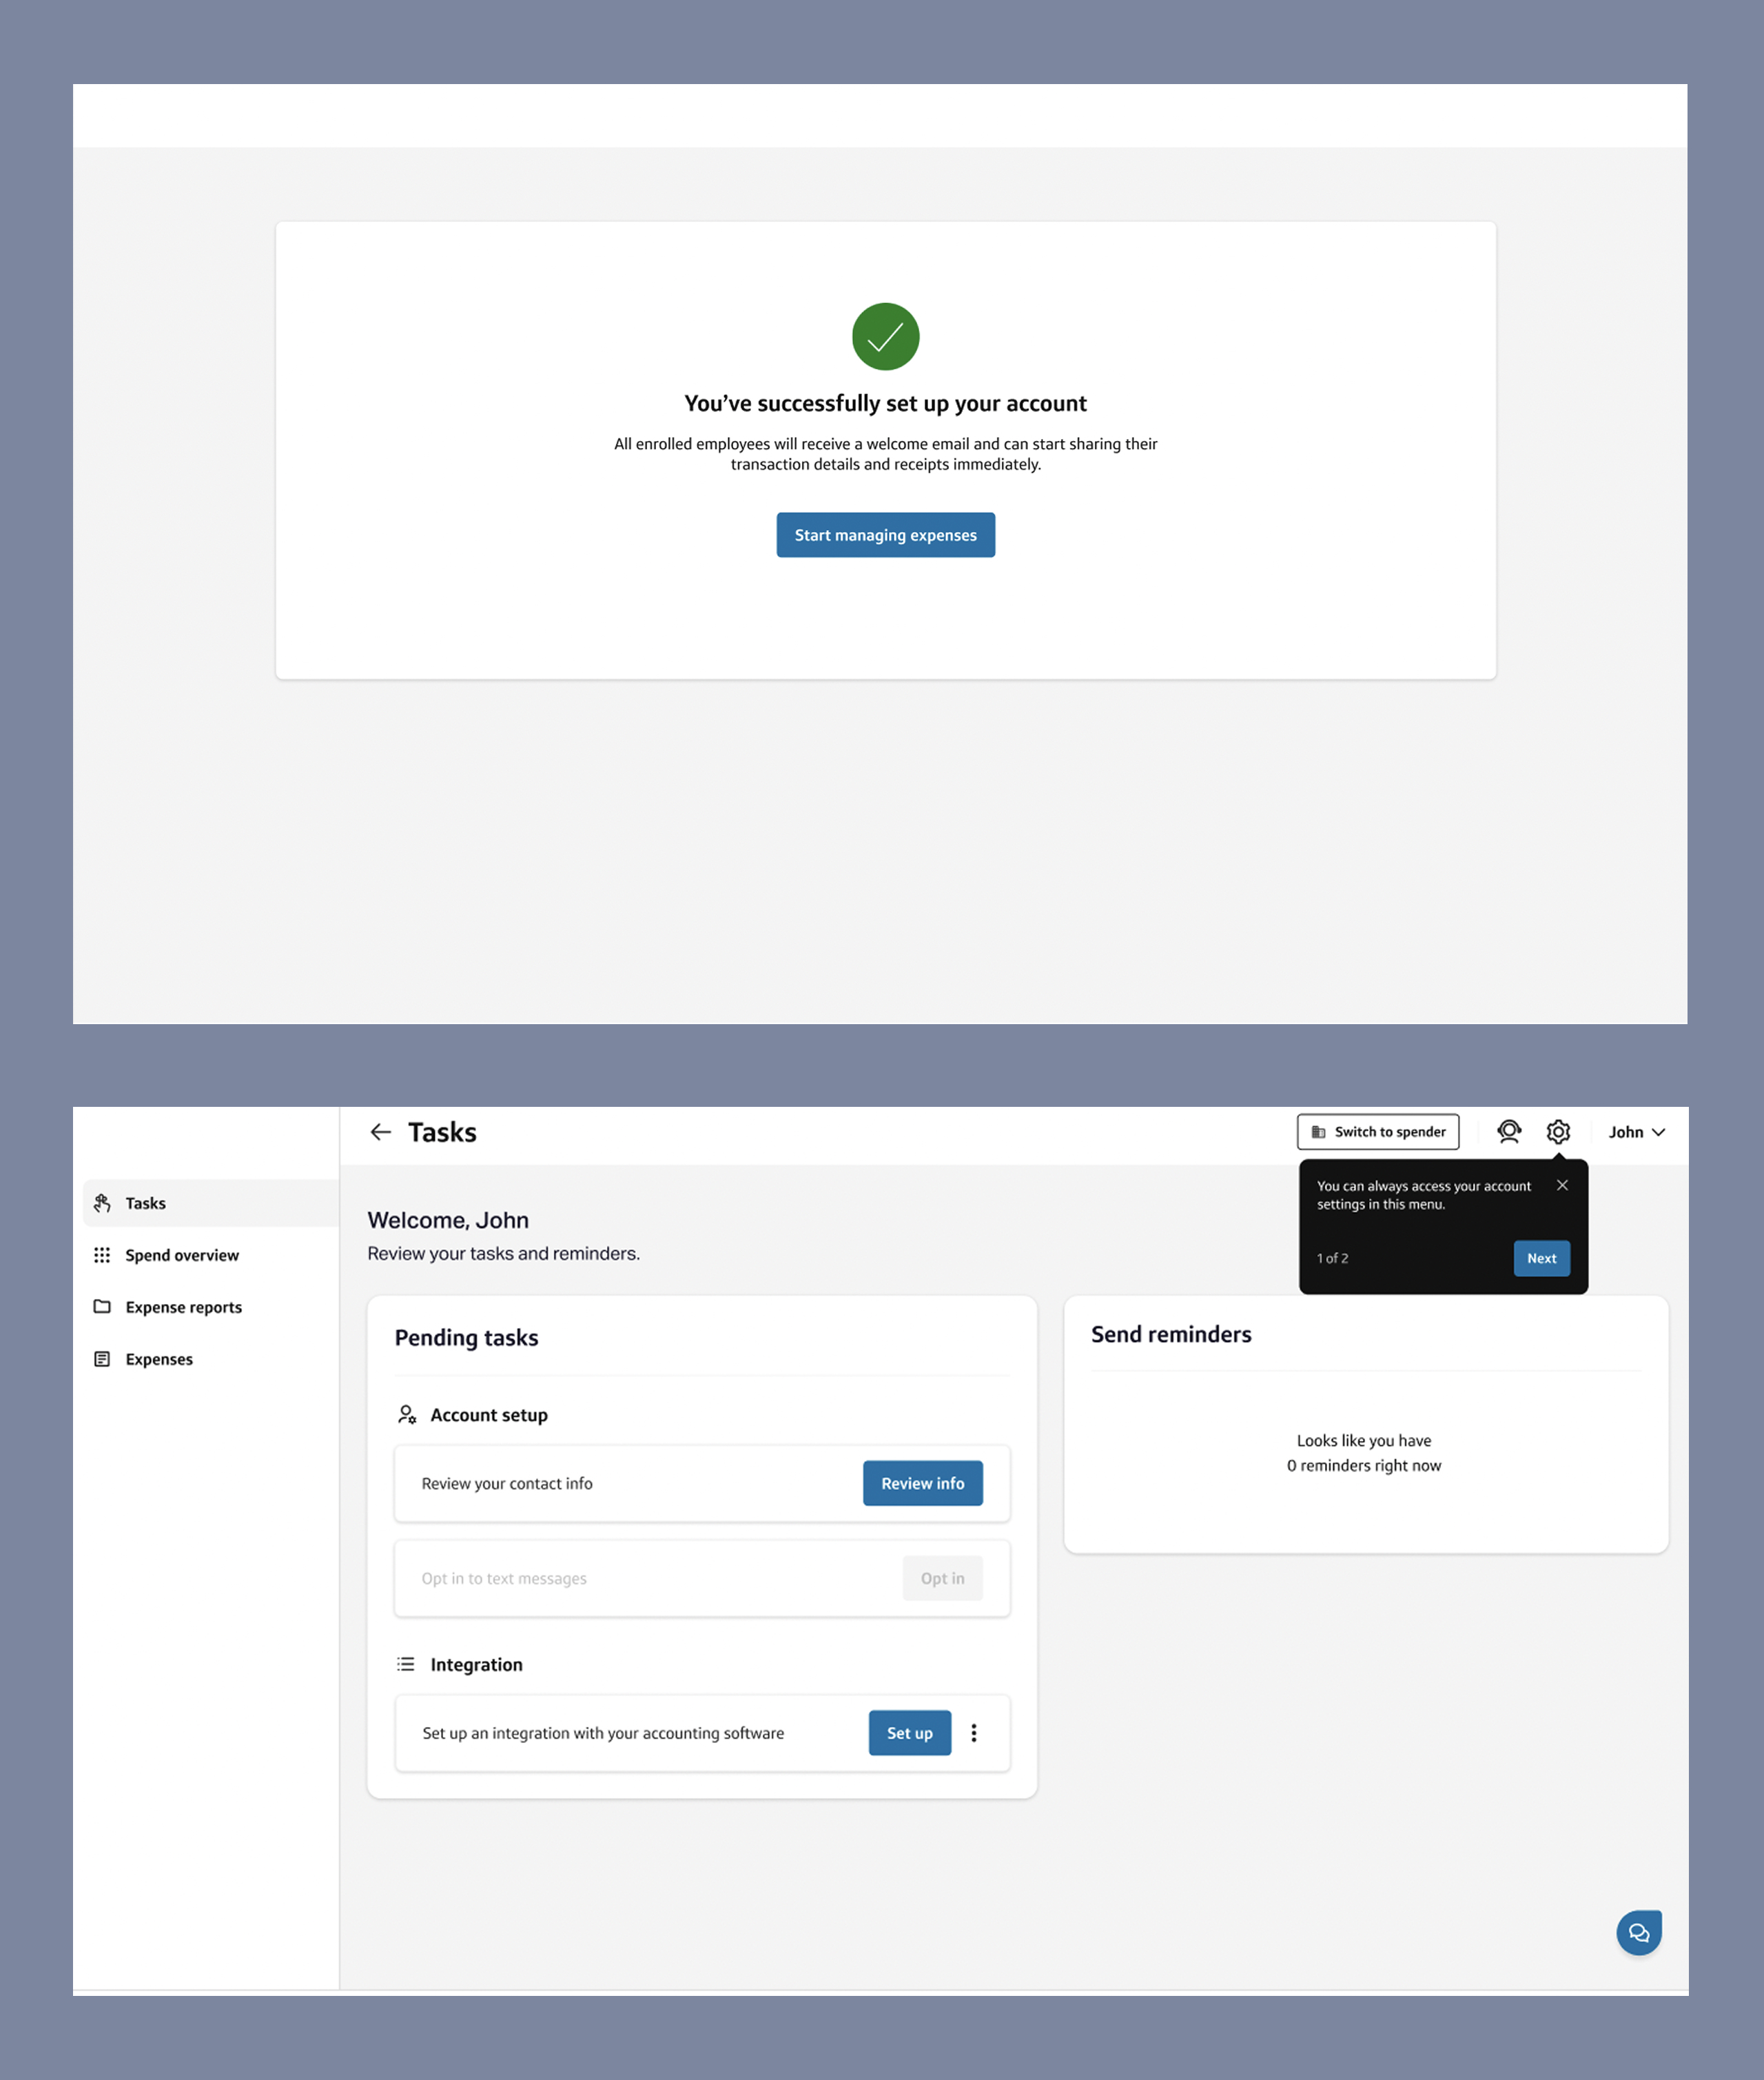 You’ve successfully set up your account
All enrolled employees will receive a welcome email and can start sharing their
transaction details and receipts immediately.
Start managing expenses
Tasks
Switch to spender
John
You can always access your account
settings in this menu.
1 of 2
Next
Tasks
Spend overview
Expense reports
Expenses
Welcome, John
Review your tasks and reminders.
Pending tasks
Account setup
Review your contact info
Review info
Opt in to text messages
Opt in
Integration
Set up an integration with your accounting software
Set up
Send reminders
Looks like you have
0 reminders right now